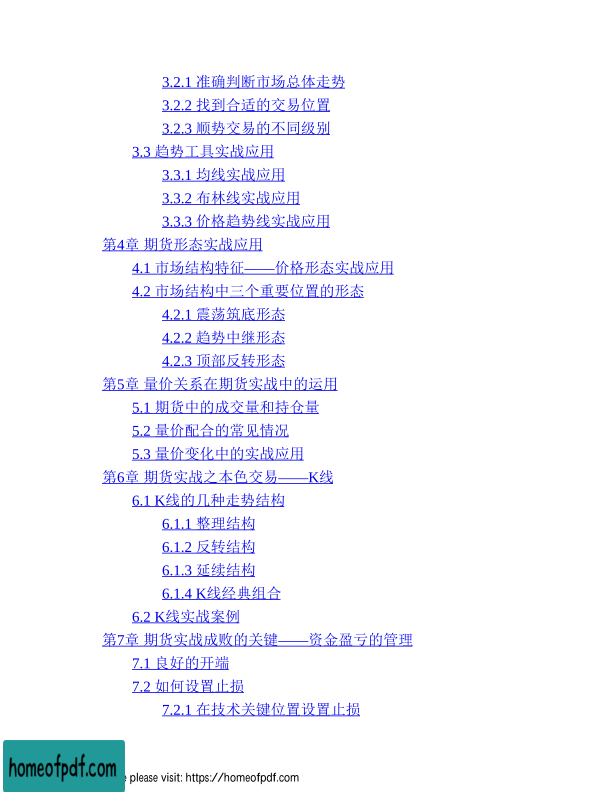 3.2.1 准确判断市场总体走势
3.2.2 找到合适的交易位置
3.2.3 顺势交易的不同级别
3.3 趋势工具实战应用
3.3.1 均线实战应用
3.3.2 布林线实战应用
3.3.3 价格趋势线实战应用
第4章 期货形态实战应用
4.1 市场结构特征——价格形态实战应用
4.2 市场结构中三个重要位置的形态
4.2.1 震荡筑底形态
4.2.2 趋势中继形态
4.2.3 顶部反转形态
第5章 量价关系在期货实战中的运用
5.1 期货中的成交量和持仓量
5.2 量价配合的常见情况
5.3 量价变化中的实战应用
第6章 期货实战之本色交易——K线
6.1 K线的几种走势结构
6.1.1 整理结构
6.1.2 反转结构
6.1.3 延续结构
6.1.4 K线经典组合
6.2 K线实战案例
第7章 期货实战成败的关键——资金盈亏的管理
7.1 良好的开端
7.2 如何设置止损
7.2.1 在技术关键位置设置止损
homeofpdf.com
please visit: https://homeofpdf.com